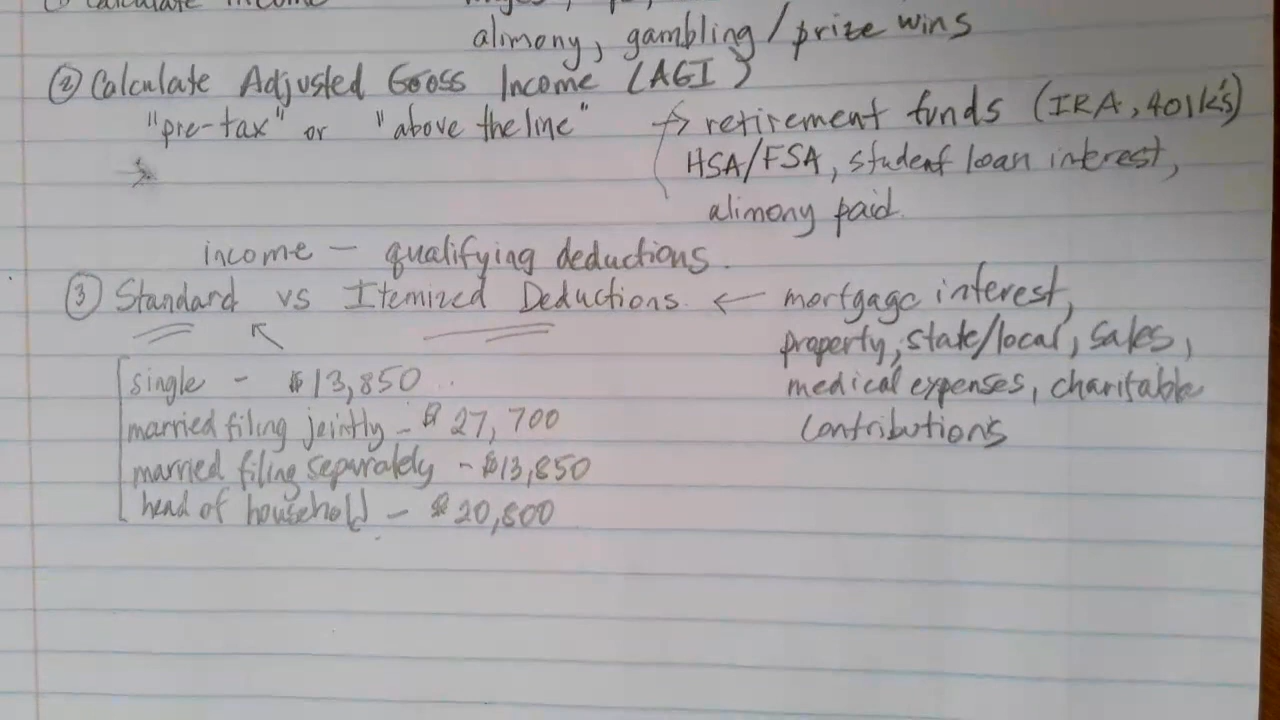 ① Calculate income
alimony, gambling/prize wins
② Calculate Adjusted Gross Income (AGI)
"pre-tax" or "above the line" → retirement funds (IRA, 401k's)
HSA/FSA, student loan interest,
alimony paid.
income – qualifying deductions.
③ Standard vs Itemized Deductions ← mortgage interest,
property, state/local, sales,
medical expenses, charitable
contributions
single - $13,850
married filing jointly - $27,700
married filing separately - $13,850
head of household - $20,800